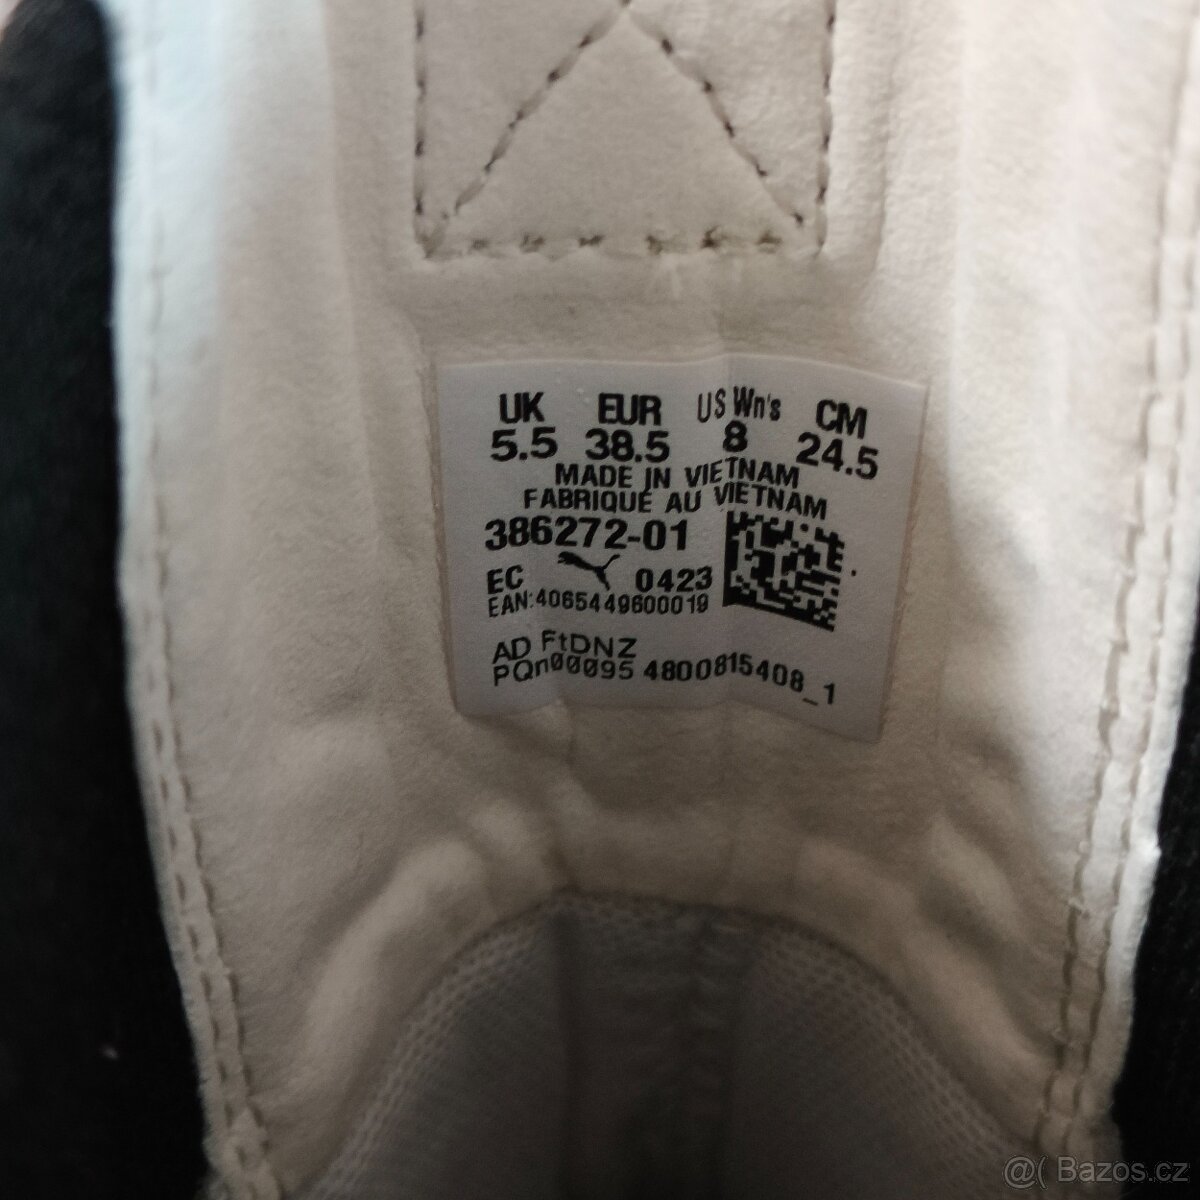 UK EUR US Wn's CM
5.5 38.5 8 24.5
MADE IN VIETNAM
FABRIQUÉ AU VIETNAM
386272-01
EC 0423
EAN:4065449600019
AD FtDNZ
PQn00095 4800815408_1
@( Bazos.cz